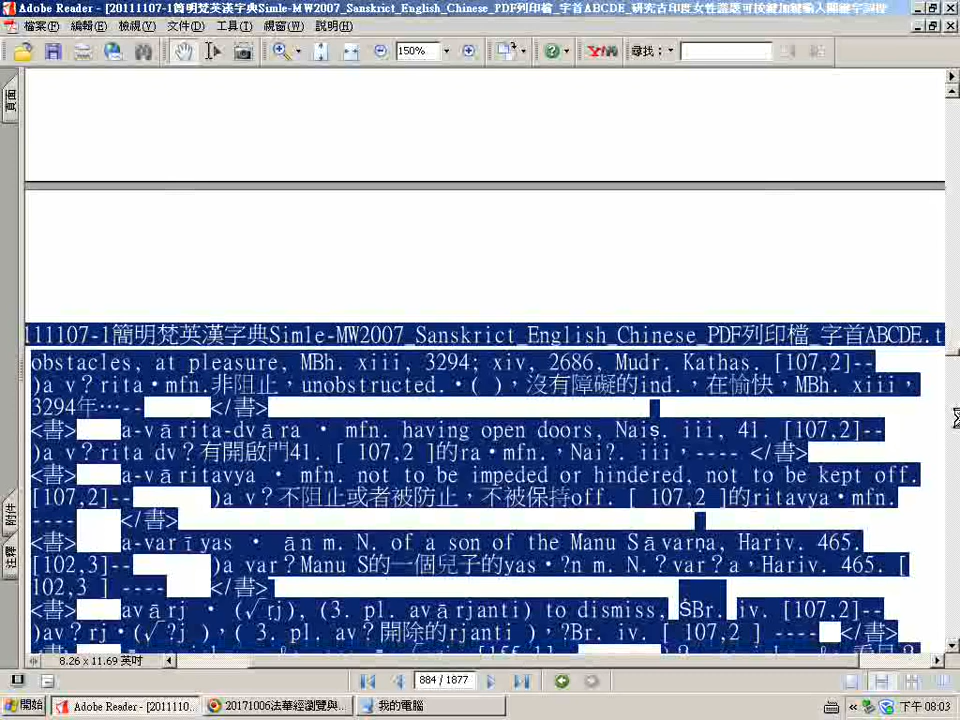 Adobe Reader - [20111107-1簡明梵英漢字典Simle-MW2007_Sanskrict_English_Chinese_PDF列印檔_字首ABCDE_研究古印度女性議題可按鍵加鍵輸入關鍵字詞搜
檔案(F) 編輯(E) 檢視(V) 文件(D) 工具(T) 視窗(W) 說明(H)
150% 尋找:
頁面
111107-1簡明梵英漢字典Simle-MW2007_Sanskrict_English_Chinese_PDF列印檔_字首ABCDE.t
obstacles, at pleasure, MBh. xiii, 3294; xiv, 2686, Mudr. Kathas. [107,2]--
)a v？rita·mfn.非阻止，unobstructed.·( )，沒有障礙的ind.，在愉快，MBh. xiii，
3294年…-- </書>
<書> a-vārita-dvāra · mfn. having open doors, Naiṣ. iii, 41. [107,2]--
)a v？rita dv？有開啟門41. [ 107,2 ]的ra·mfn.，Nai?. iii，---- </書>
<書> a-vāritavya · mfn. not to be impeded or hindered, not to be kept off.
[107,2]-- )a v？不阻止或者被防止，不被保持off. [ 107,2 ]的ritavya·mfn.
---- </書>
<書> a-varīyas · ān m. N. of a son of the Manu Sāvarṇa, Hariv. 465.
[102,3]-- )a var？Manu S的一個兒子的yas·?n m. N.？var？a，Hariv. 465. [
102,3 ] ---- </書>
<書> avārj · (√ṛj), (3. pl. avārjanti) to dismiss, ŚBr. iv. [107,2]--
)av？rj·(√?j )，( 3. pl. av？開除的rjanti )，?Br. iv. [ 107,2 ] ---- </書>
附件
註釋
8.26 x 11.69 英吋
884 / 1877
開始 Adobe Reader - [2011110... 20171006法華經瀏覽與... 我的電腦 下午 08:03